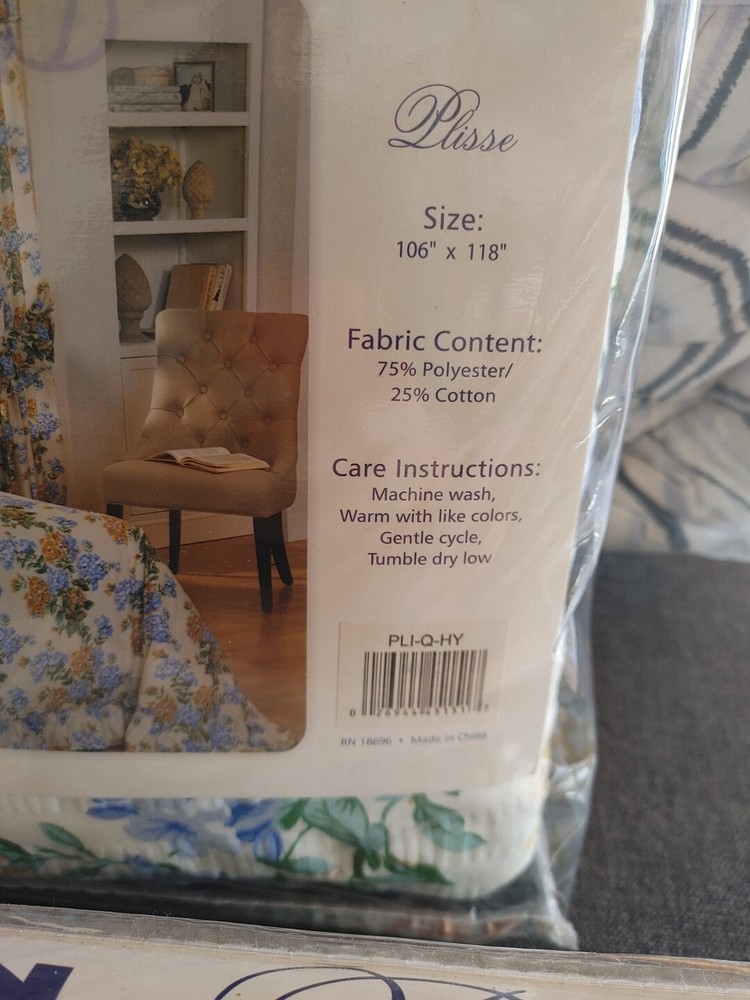 Plisse
Size:
106" x 118"
Fabric Content:
75% Polyester/
25% Cotton
Care Instructions:
Machine wash,
Warm with like colors,
Gentle cycle,
Tumble dry low
PLI-Q-HY
RN 18696 • Made in China